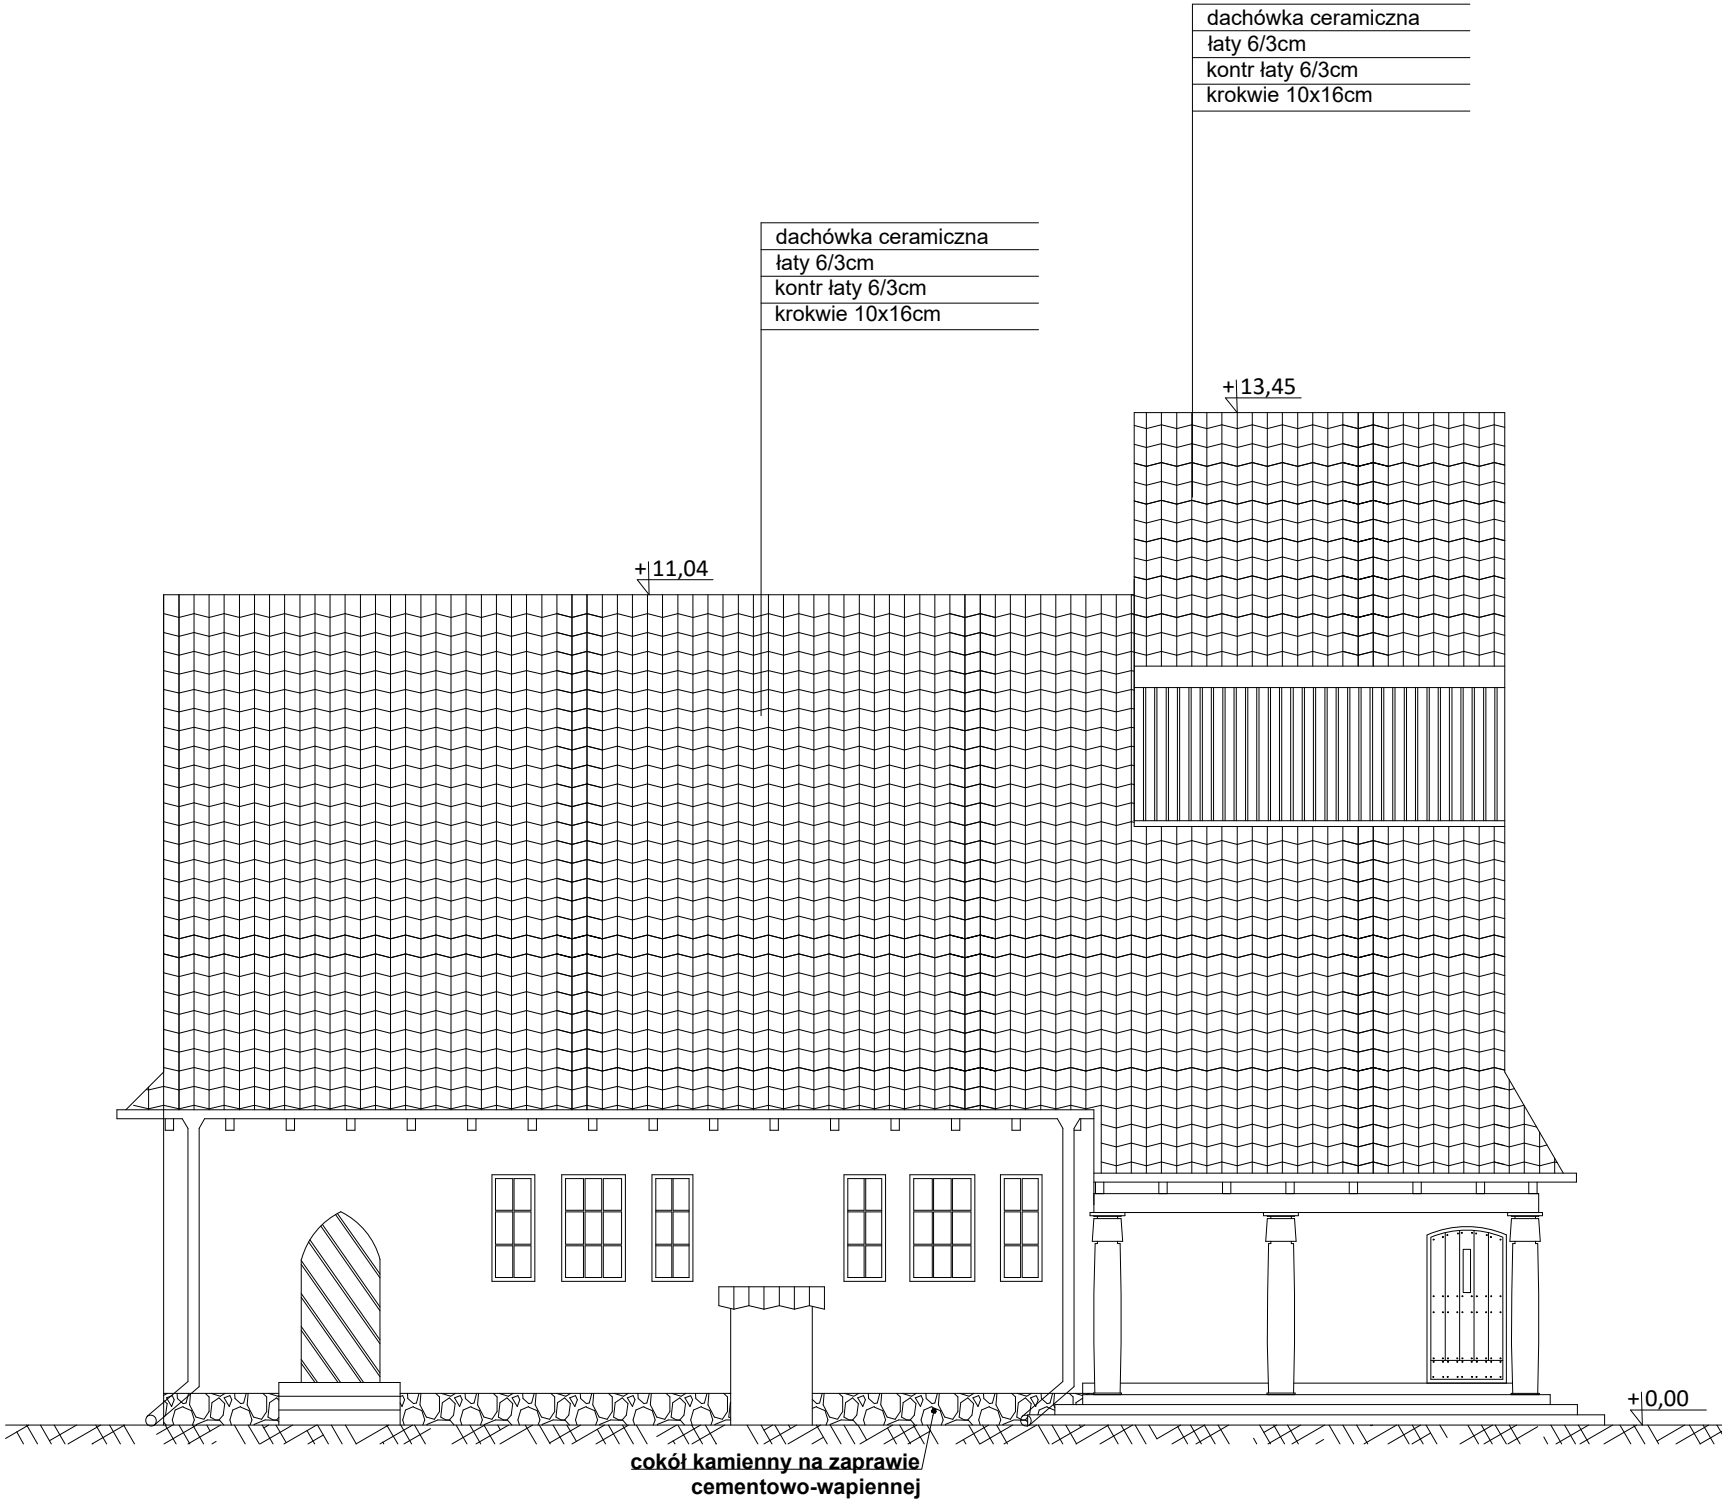 dachówka ceramiczna
łaty 6/3cm
kontr łaty 6/3cm
krokwie 10x16cm
dachówka ceramiczna
łaty 6/3cm
kontr łaty 6/3cm
krokwie 10x16cm
+13,45
+11,04
+0,00
cokół kamienny na zaprawie
cementowo-wapiennej